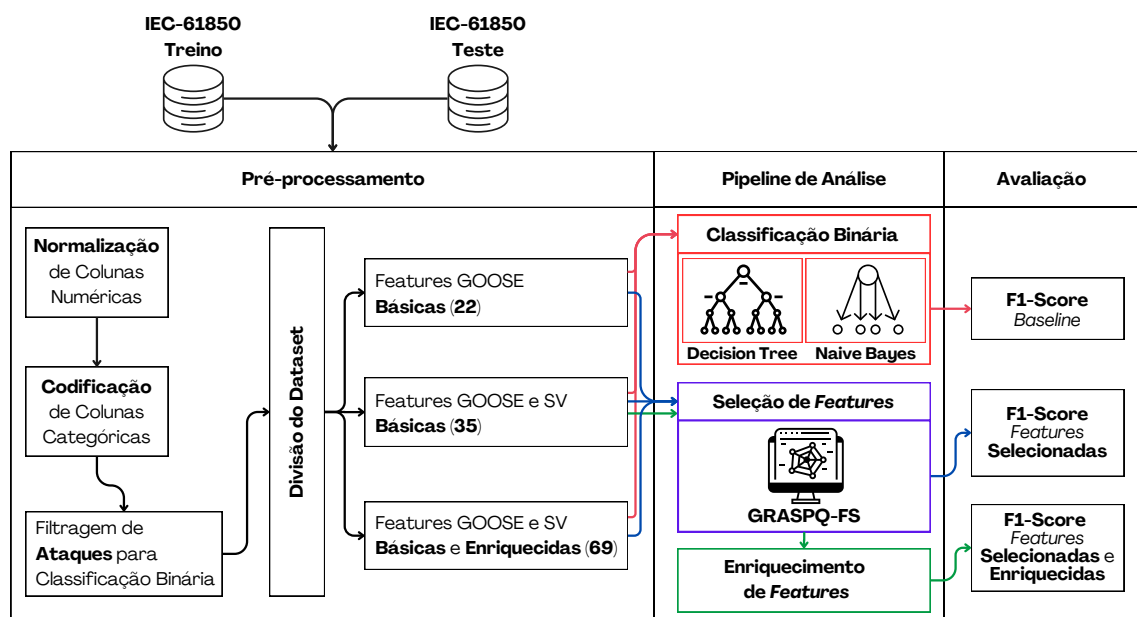 IEC-61850
Treino
IEC-61850
Teste
Pré-processamento
Pipeline de Análise
Avaliação
Normalização
de Colunas
Numéricas
Codificação
de Colunas
Categóricas
Filtragem de
Ataques para
Classificação Binária
Divisão do Dataset
Features GOOSE
Básicas (22)
Features GOOSE e SV
Básicas (35)
Features GOOSE e SV
Básicas e Enriquecidas (69)
Classificação Binária
Decision Tree
Naive Bayes
Seleção de Features
GRASPQ-FS
Enriquecimento
de Features
F1-Score
Baseline
F1-Score
Features
Selecionadas
F1-Score
Features
Selecionadas e
Enriquecidas